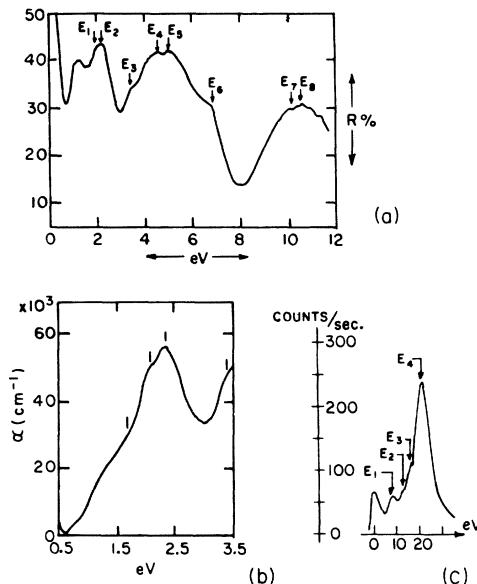 50
40
30
20
10
E1 E2
E3
E4 E5
E6
E7 E8
R%
0 2 4 6 8 10 12
eV
(a)
×10³
60
40
20
0
α(cm⁻¹)
0.5 1.5 2.5 3.5
eV
(b)
COUNTS/sec.
300
200
100
0
E4
E3
E2
E1
0 10 20 eV
(c)